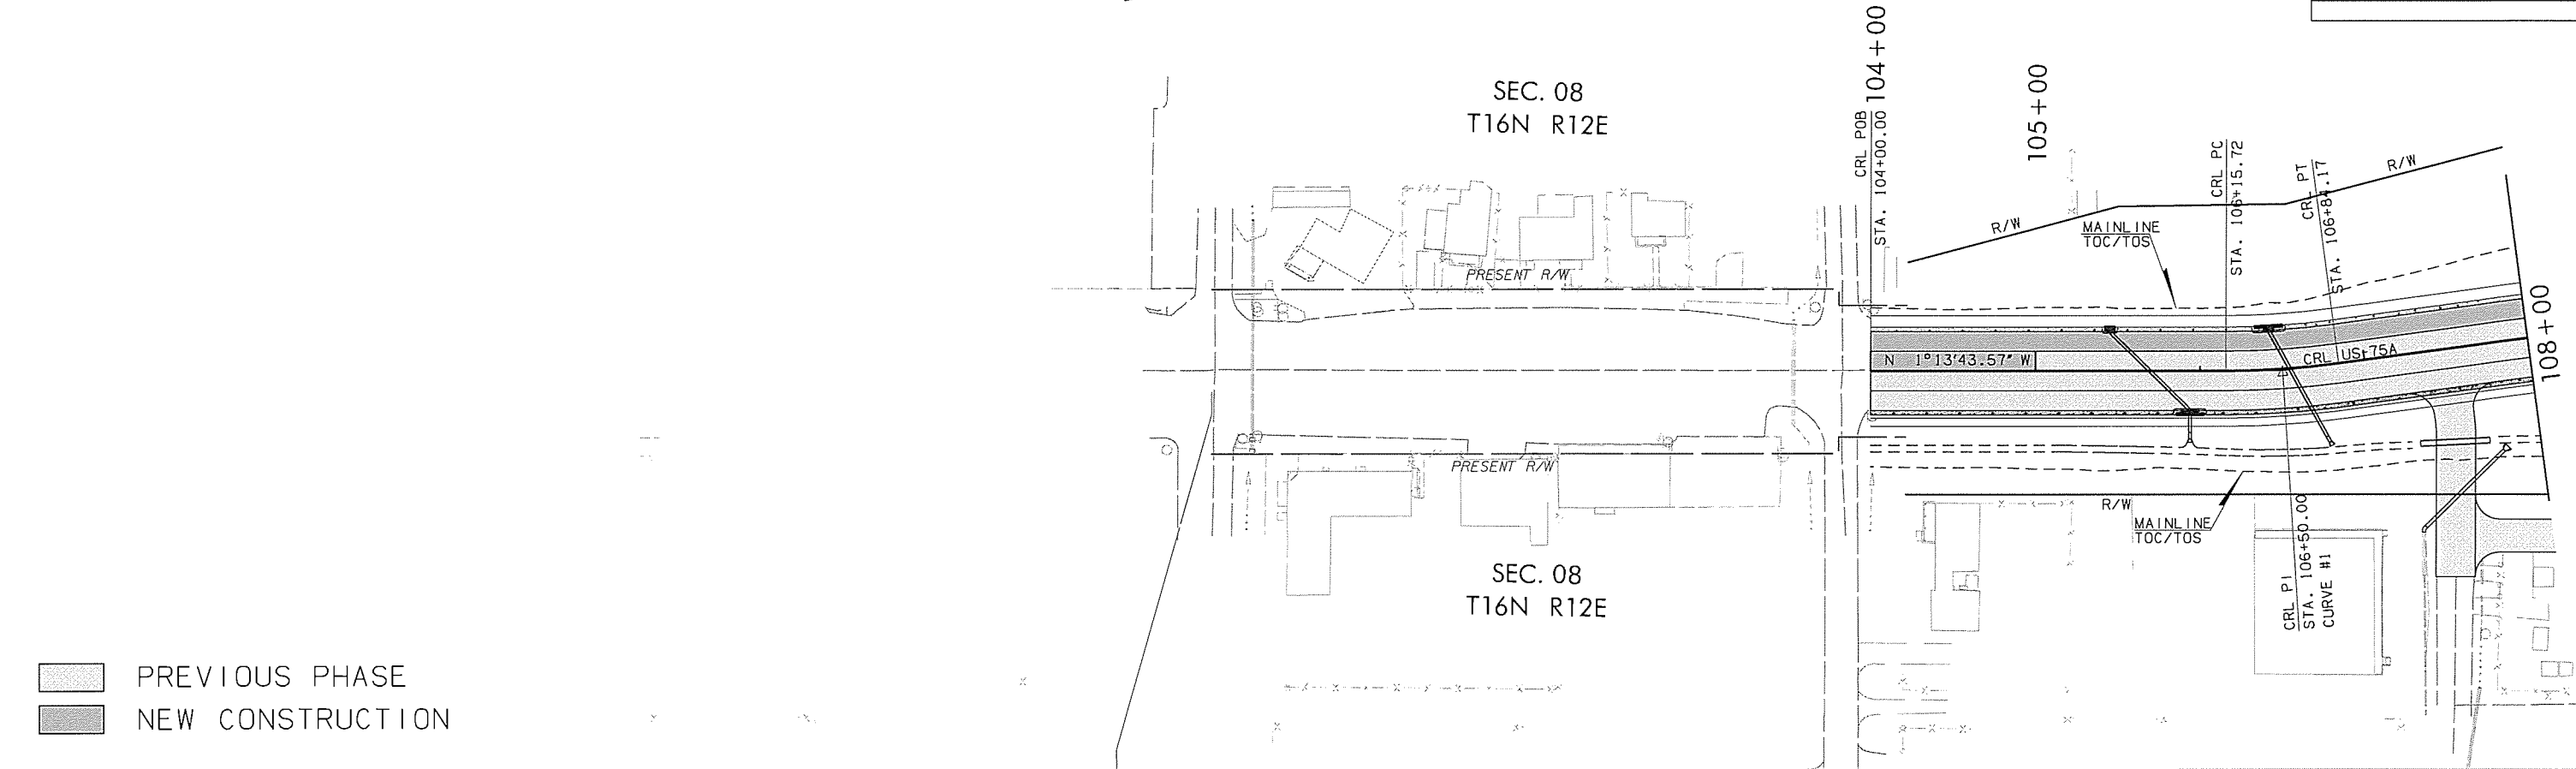 SEC. 08
T16N R12E
CRL POB
STA. 104+00.00
104+00
105+00
CRL PC
STA. 106+15.72
CRL PT
STA. 106+84.17
R/W
R/W
MAINLINE
TOC/TOS
PRESENT R/W
N 1°13'43.57" W
CRL US-75A
108+00
PRESENT R/W
R/W
MAINLINE
TOC/TOS
CRL PI
STA. 106+50.00
CURVE #1
SEC. 08
T16N R12E
PREVIOUS PHASE
NEW CONSTRUCTION